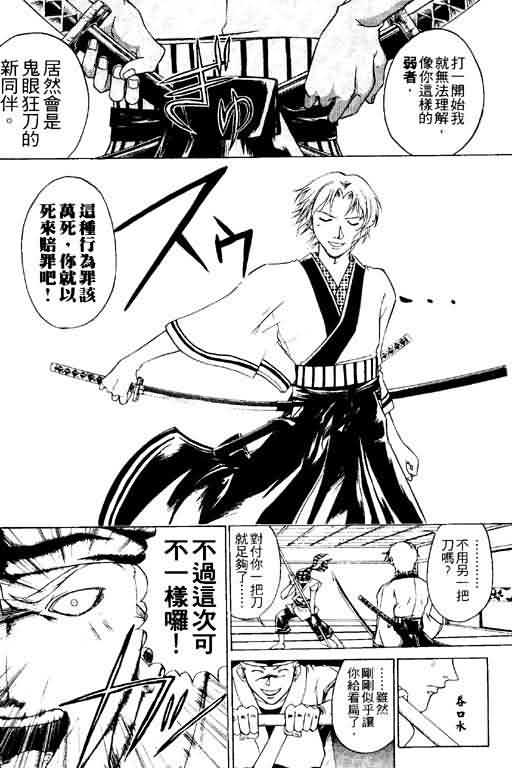 打一開始我
就無法理解，
像你這樣的
弱者，
ぎゅ
居然會是
鬼眼狂刀的
新同伴。
スゥ
這種行為罪該
萬死，你就以
死來賠罪吧！
不用另一把
刀嗎？
對付你一把刀
就足夠了……
吞口水
……雖然
剛剛似乎讓
你給看扁了……
不過這次可
不一樣囉！